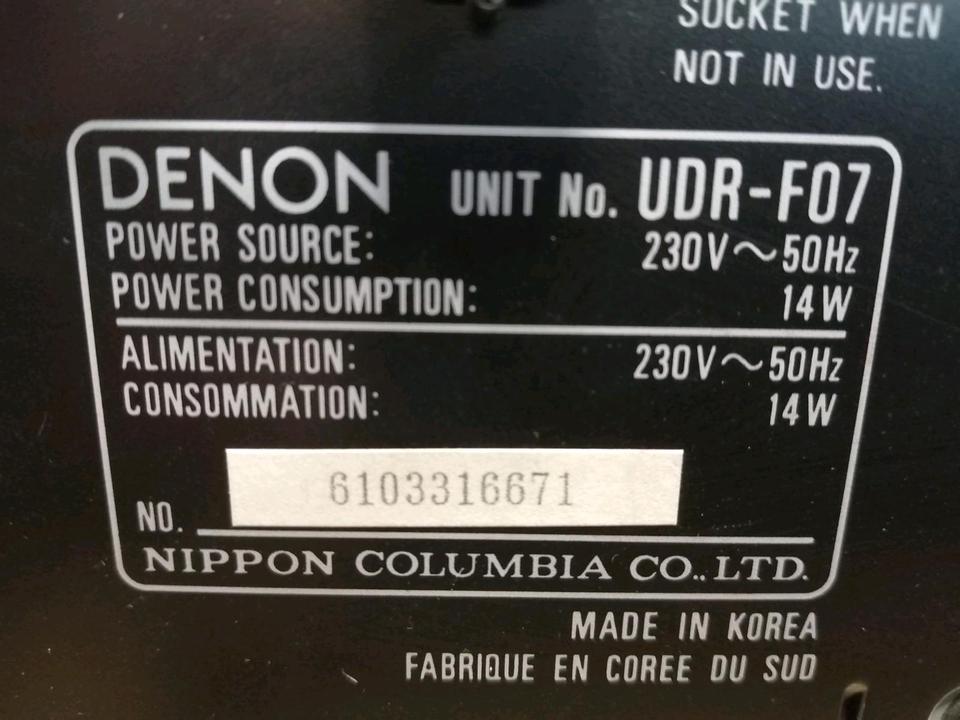 SOCKET WHEN
NOT IN USE.
DENON UNIT No. UDR-F07
POWER SOURCE: 230V～50Hz
POWER CONSUMPTION: 14W
ALIMENTATION: 230V～50Hz
CONSOMMATION: 14W
NO. 6103316671
NIPPON COLUMBIA CO., LTD.
MADE IN KOREA
FABRIQUE EN COREE DU SUD